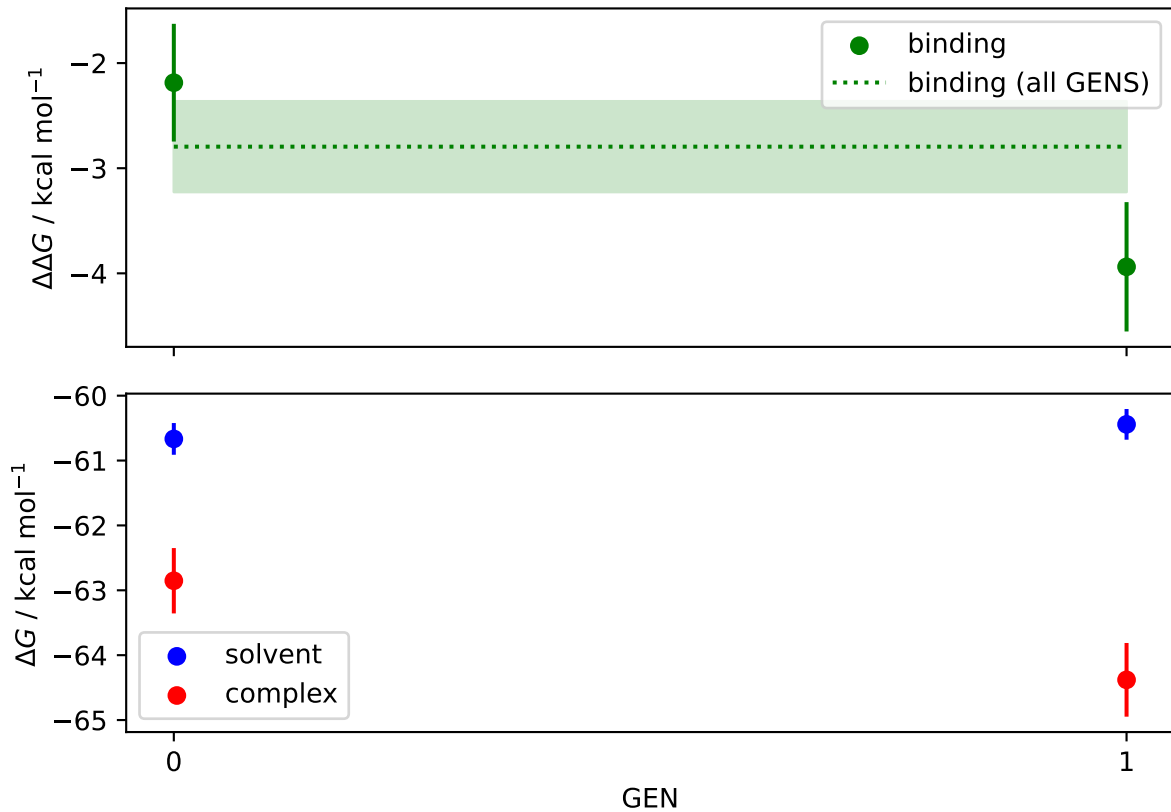 binding
binding (all GENS)
−2
−3
−4
ΔΔG / kcal mol⁻¹
−60
−61
−62
−63
−64
−65
ΔG / kcal mol⁻¹
solvent
complex
0
1
GEN